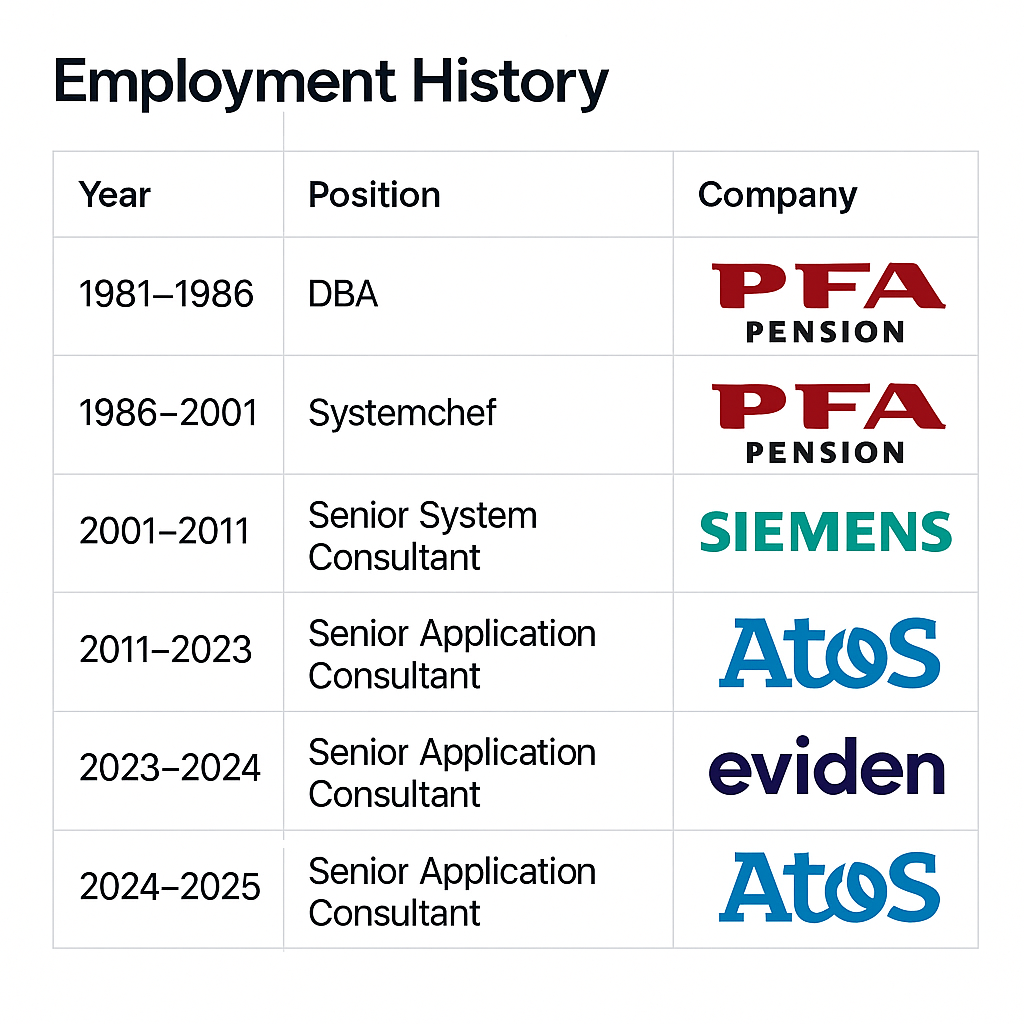 Employment History
Year Position Company
1981–1986 DBA PFA
PENSION
1986–2001 Systemchef PFA
PENSION
2001–2011 Senior System
Consultant SIEMENS
2011–2023 Senior Application
Consultant Atos
2023–2024 Senior Application
Consultant eviden
2024–2025 Senior Application
Consultant Atos